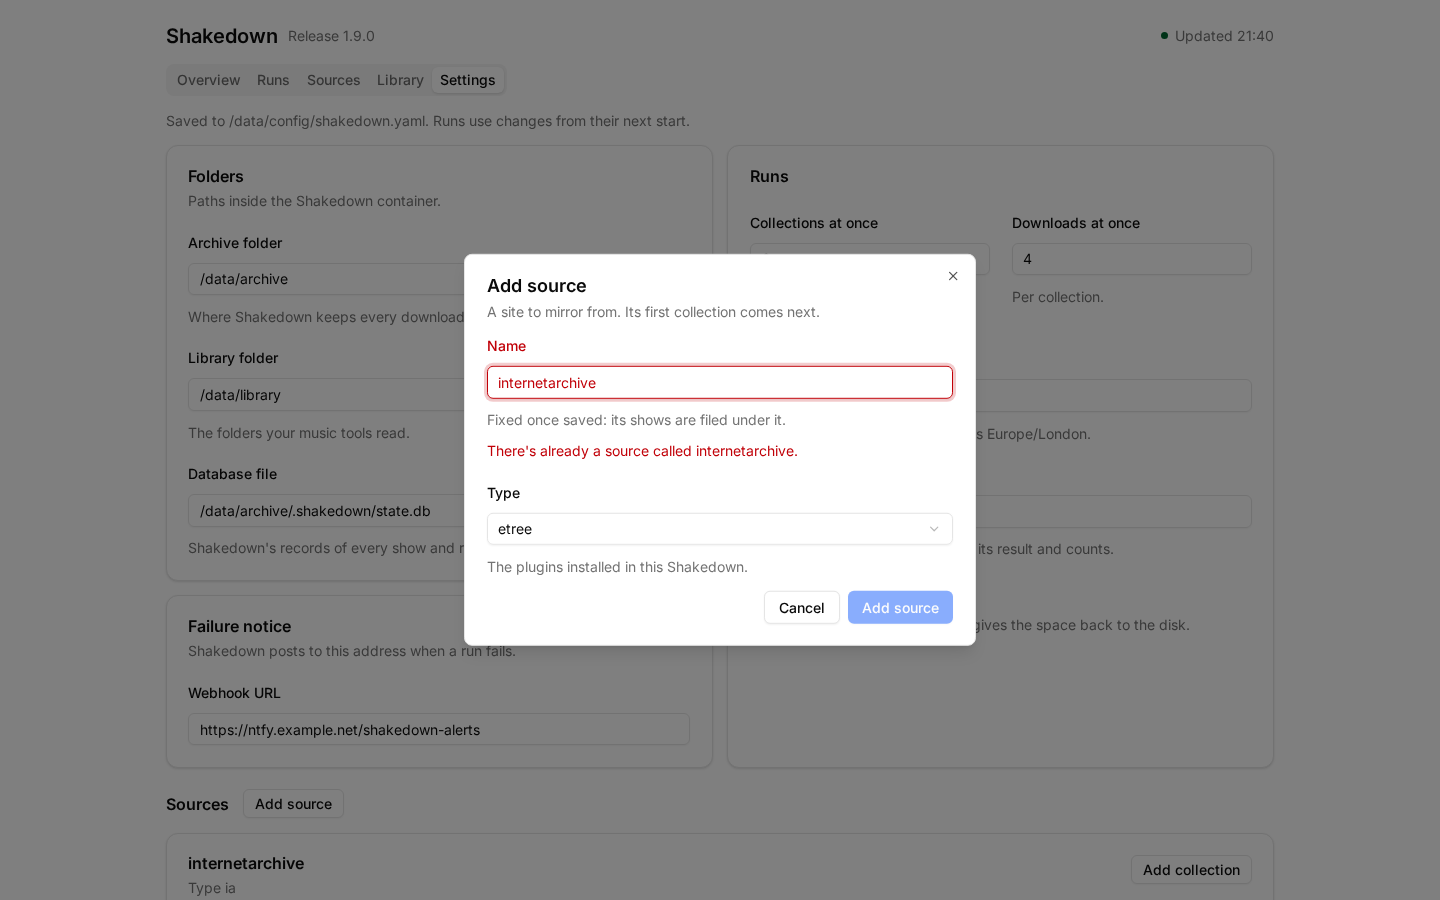 Shakedown Release 1.9.0
Updated 21:40
Overview Runs Sources Library Settings
Saved to /data/config/shakedown.yaml. Runs use changes from their next start.
Folders
Paths inside the Shakedown container.
Archive folder
/data/archive
Where Shakedown keeps every download
Library folder
/data/library
The folders your music tools read.
Database file
/data/archive/.shakedown/state.db
Shakedown's records of every show and
Failure notice
Shakedown posts to this address when a run fails.
Webhook URL
https://ntfy.example.net/shakedown-alerts
Runs
Collections at once
Downloads at once
4
Per collection.
Europe/London.
its result and counts.
gives the space back to the disk.
Add source
A site to mirror from. Its first collection comes next.
Name
internetarchive
Fixed once saved: its shows are filed under it.
There's already a source called internetarchive.
Type
etree
The plugins installed in this Shakedown.
Cancel
Add source
Sources
Add source
internetarchive
Type ia
Add collection